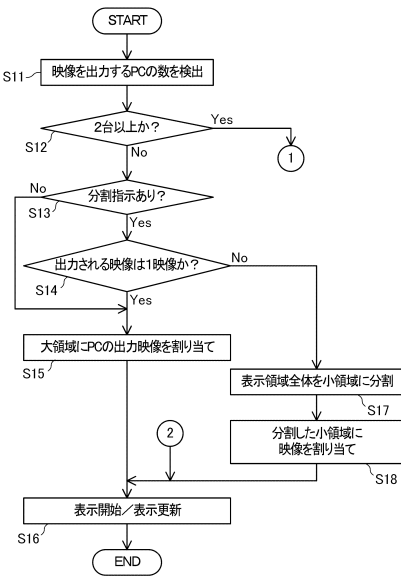 START
S11
映像を出力するPCの数を検出
S12
2台以上か？
Yes
No
1
S13
分割指示あり？
No
Yes
S14
出力される映像は1映像か？
No
Yes
大領域にPCの出力映像を割り当て
S15
表示領域全体を小領域に分割
S17
分割した小領域に
映像を割り当て
S18
2
表示開始／表示更新
S16
END